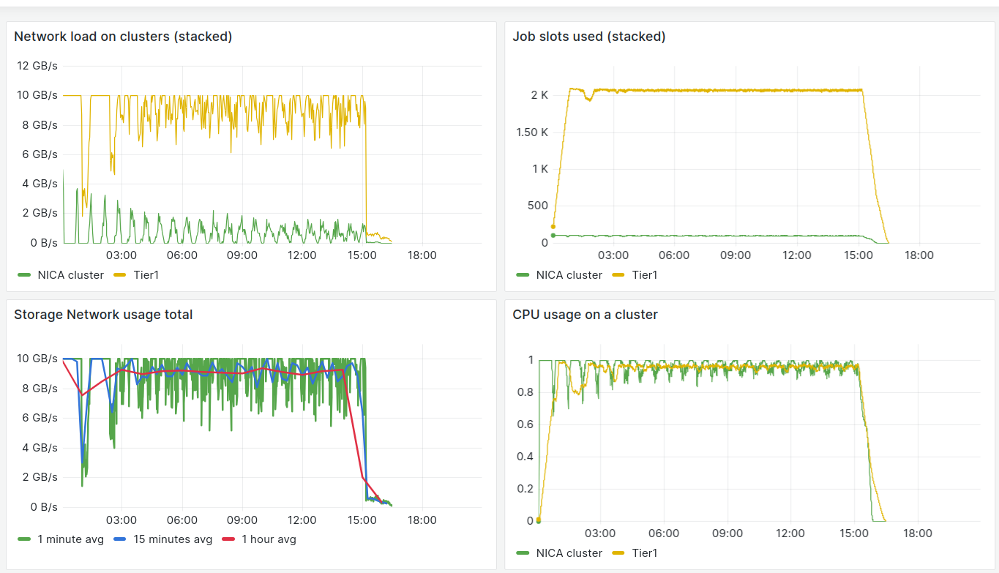 Network load on clusters (stacked)
12 GB/s
10 GB/s
8 GB/s
6 GB/s
4 GB/s
2 GB/s
0 B/s
03:00 06:00 09:00 12:00 15:00 18:00
NICA cluster Tier1
Job slots used (stacked)
2 K
1.50 K
1 K
500
0
03:00 06:00 09:00 12:00 15:00 18:00
NICA cluster Tier1
Storage Network usage total
10 GB/s
8 GB/s
6 GB/s
4 GB/s
2 GB/s
0 B/s
03:00 06:00 09:00 12:00 15:00 18:00
1 minute avg 15 minutes avg 1 hour avg
CPU usage on a cluster
1
0.8
0.6
0.4
0.2
0
03:00 06:00 09:00 12:00 15:00 18:00
NICA cluster Tier1